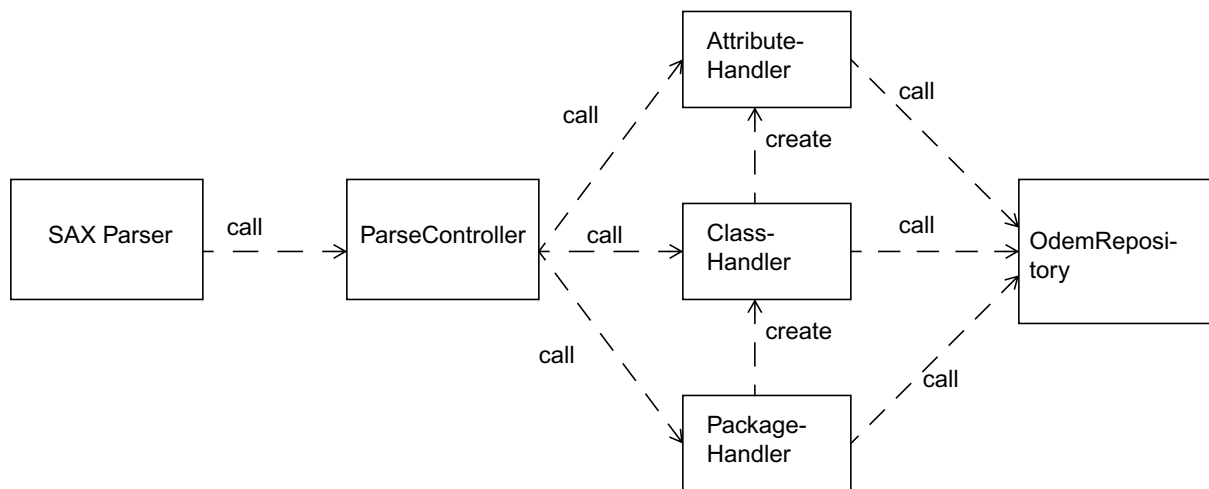 Attribute-
Handler
call
call
create
SAX Parser
call
ParseController
call
Class-
Handler
call
OdemReposi-
tory
create
call
call
Package-
Handler